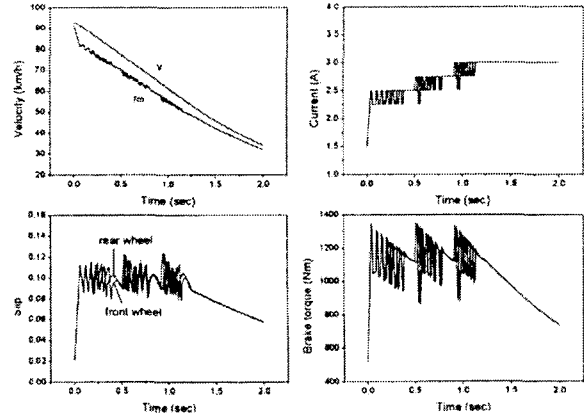 Velocity (km/h)
100
90
80
70
60
50
40
30
20
v
rω
0.0 0.5 1.0 1.5 2.0
Time (sec)
Current (A)
4.0
3.5
3.0
2.5
2.0
1.5
1.0
0.0 0.5 1.0 1.5 2.0
Time (sec)
Slip
0.16
0.14
0.12
0.10
0.08
0.06
0.04
0.02
0.00
rear wheel
front wheel
0.0 0.5 1.0 1.5 2.0
Time (sec)
Brake torque (Nm)
1400
1200
1000
800
600
400
0.0 0.5 1.0 1.5 2.0
Time (sec)